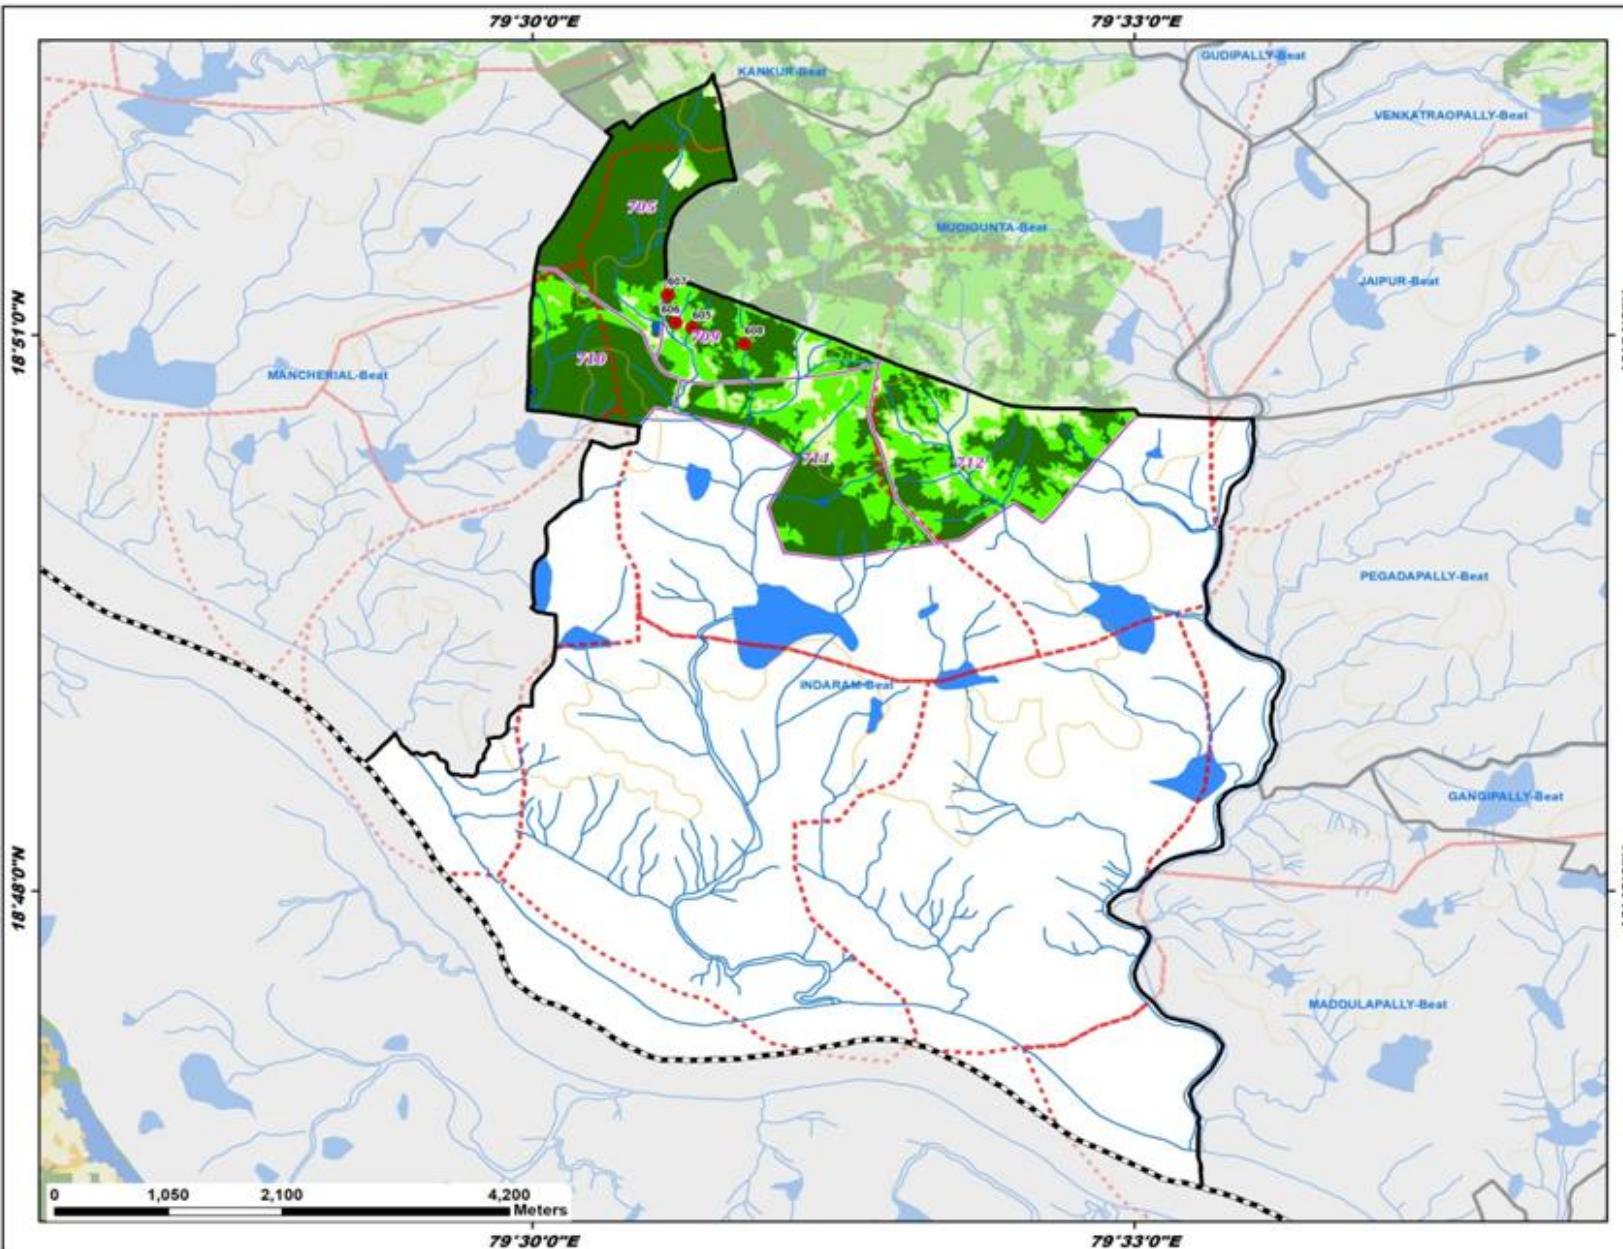 79°30'0"E
79°33'0"E
GUDIPALLY-Beat
KANKUR-Beat
VENKATRAOPALLY-Beat
705
MUDIGUNTA-Beat
JAIPUR-Beat
607
606
605
608
709
18°51'0"N
710
MANCHERIAL-Beat
711
712
PEGADAPALLY-Beat
INDARAM-Beat
GANGIPALLY-Beat
18°48'0"N
MADDULAPALLY-Beat
0
1,050
2,100
4,200
Meters
79°30'0"E
79°33'0"E